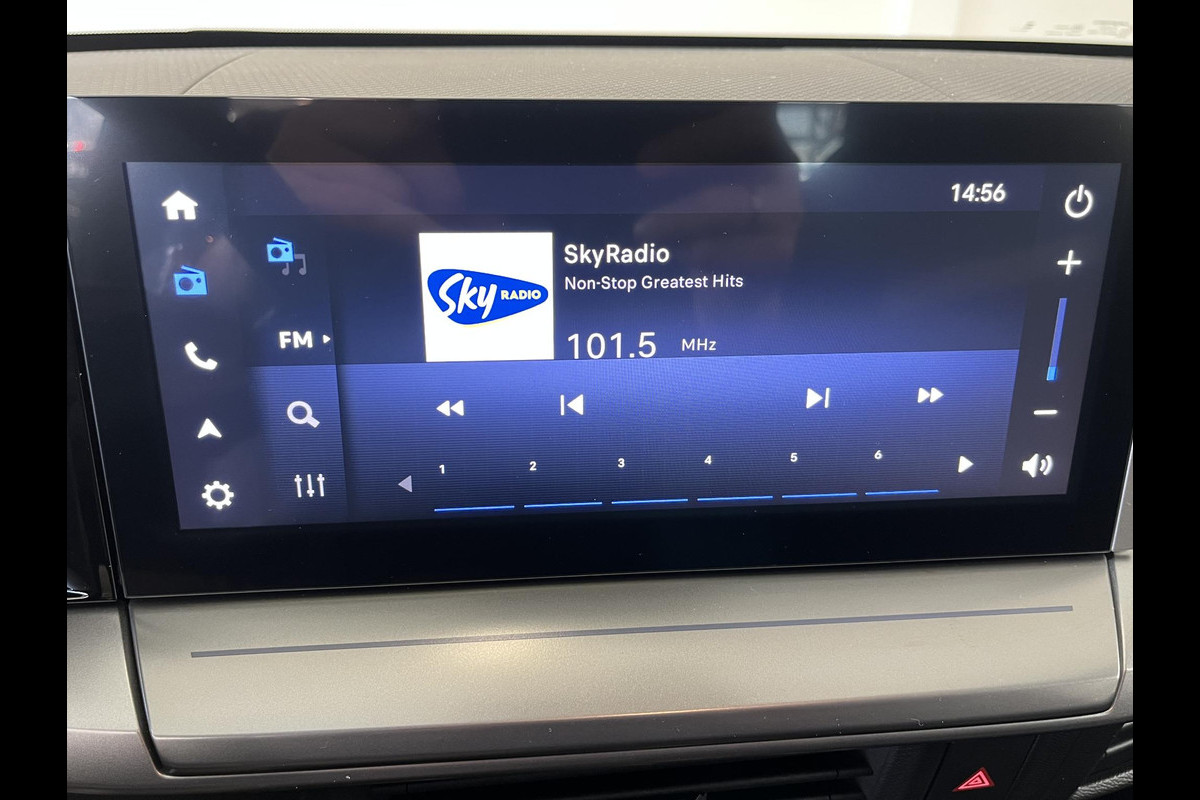 14:56
SkyRadio
Non-Stop Greatest Hits
Sky RADIO
FM
101.5 MHz
1 2 3 4 5 6